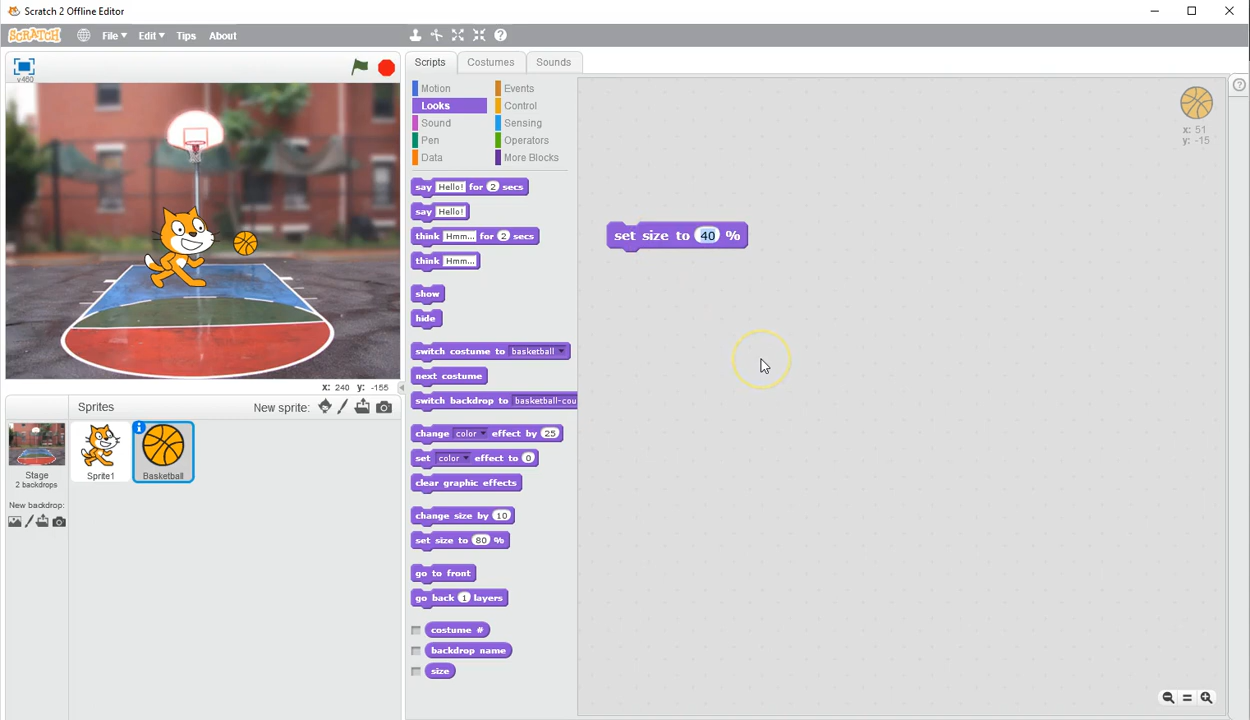 Scratch 2 Offline Editor
SCRATCH File Edit Tips About
v460
Scripts Costumes Sounds
Motion Events
Looks Control
Sound Sensing
Pen Operators
Data More Blocks
say Hello! for 2 secs
say Hello!
think Hmm... for 2 secs
think Hmm...
show
hide
switch costume to basketball
next costume
switch backdrop to basketball-cou
change color effect by 25
set color effect to 0
clear graphic effects
change size by 10
set size to 80 %
go to front
go back 1 layers
costume #
backdrop name
size
set size to 40 %
x: 51
y: -15
x: 240 y: -155
Sprites New sprite:
Stage
2 backdrops
New backdrop:
Sprite1
Basketball